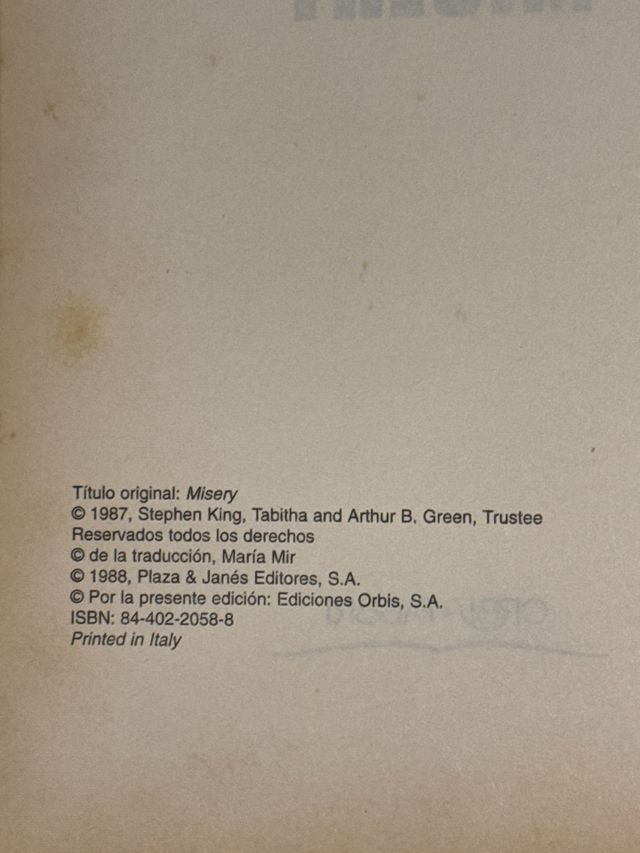 Título original: Misery
© 1987, Stephen King, Tabitha and Arthur B. Green, Trustee
Reservados todos los derechos
© de la traducción, María Mir
© 1988, Plaza & Janés Editores, S.A.
© Por la presente edición: Ediciones Orbis, S.A.
ISBN: 84-402-2058-8
Printed in Italy